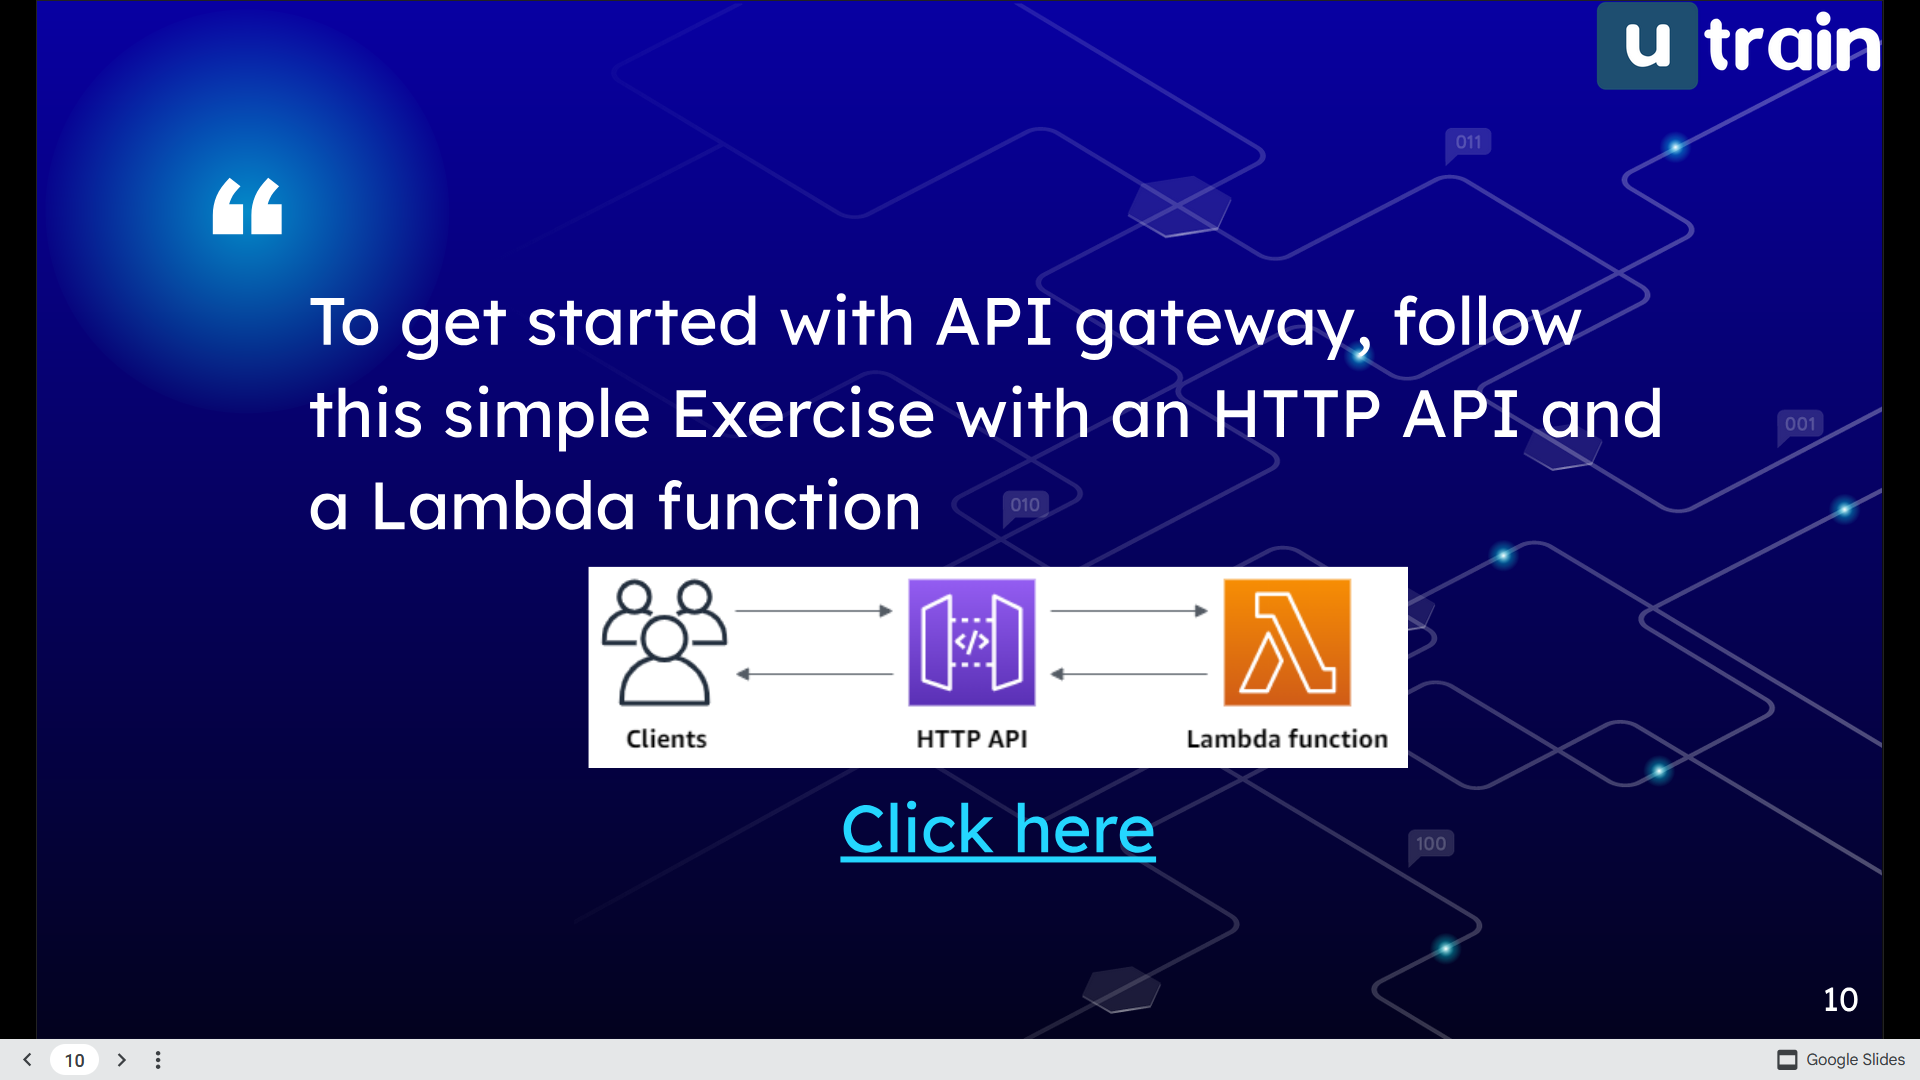 u train
011
“
To get started with API gateway, follow
this simple Exercise with an HTTP API and
001
a Lambda function
010
</>
Clients
HTTP API
Lambda function
Click here
100
10
10
Google Slides